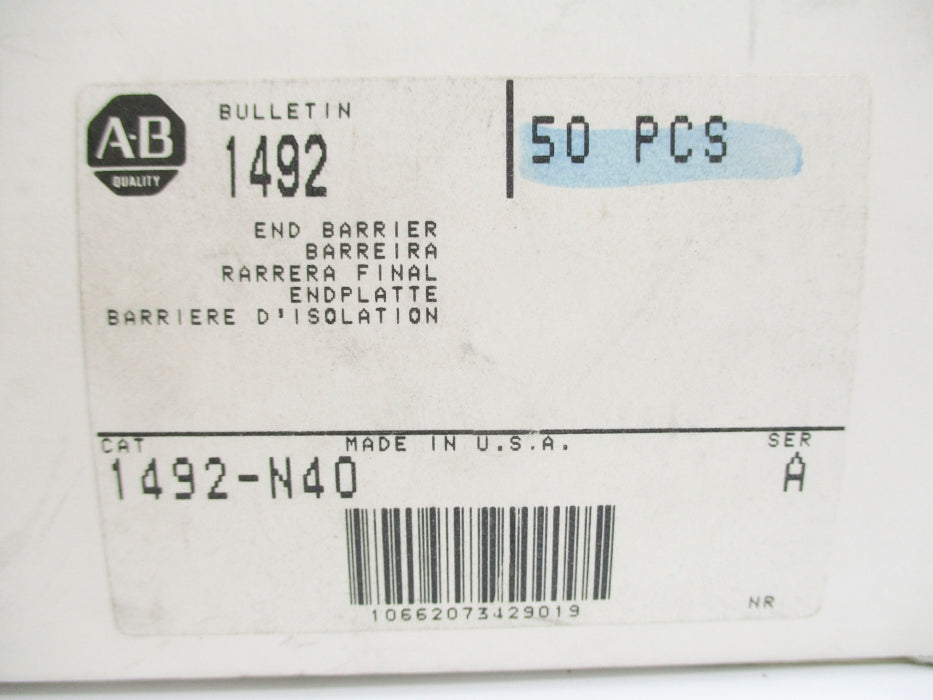 A-B
QUALITY
BULLETIN
1492
50 PCS
END BARRIER
BARREIRA
RARRERA FINAL
ENDPLATTE
BARRIERE D'ISOLATION
CAT
MADE IN U.S.A.
SER
1492-N40
A
10662073429019
NR